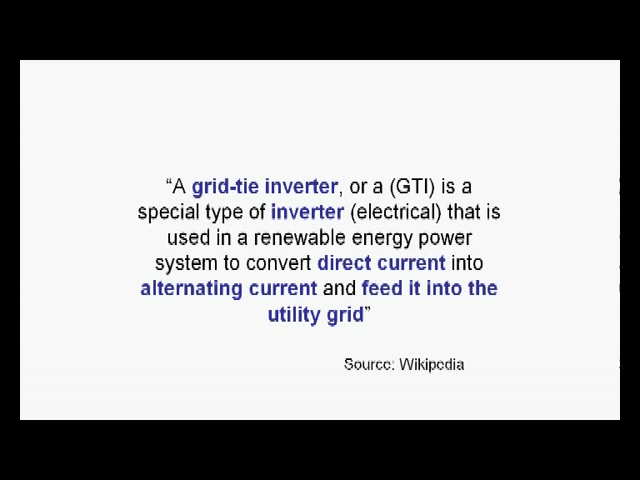 “A grid-tie inverter, or a (GTI) is a
special type of inverter (electrical) that is
used in a renewable energy power
system to convert direct current into
alternating current and feed it into the
utility grid”
Source: Wikipedia